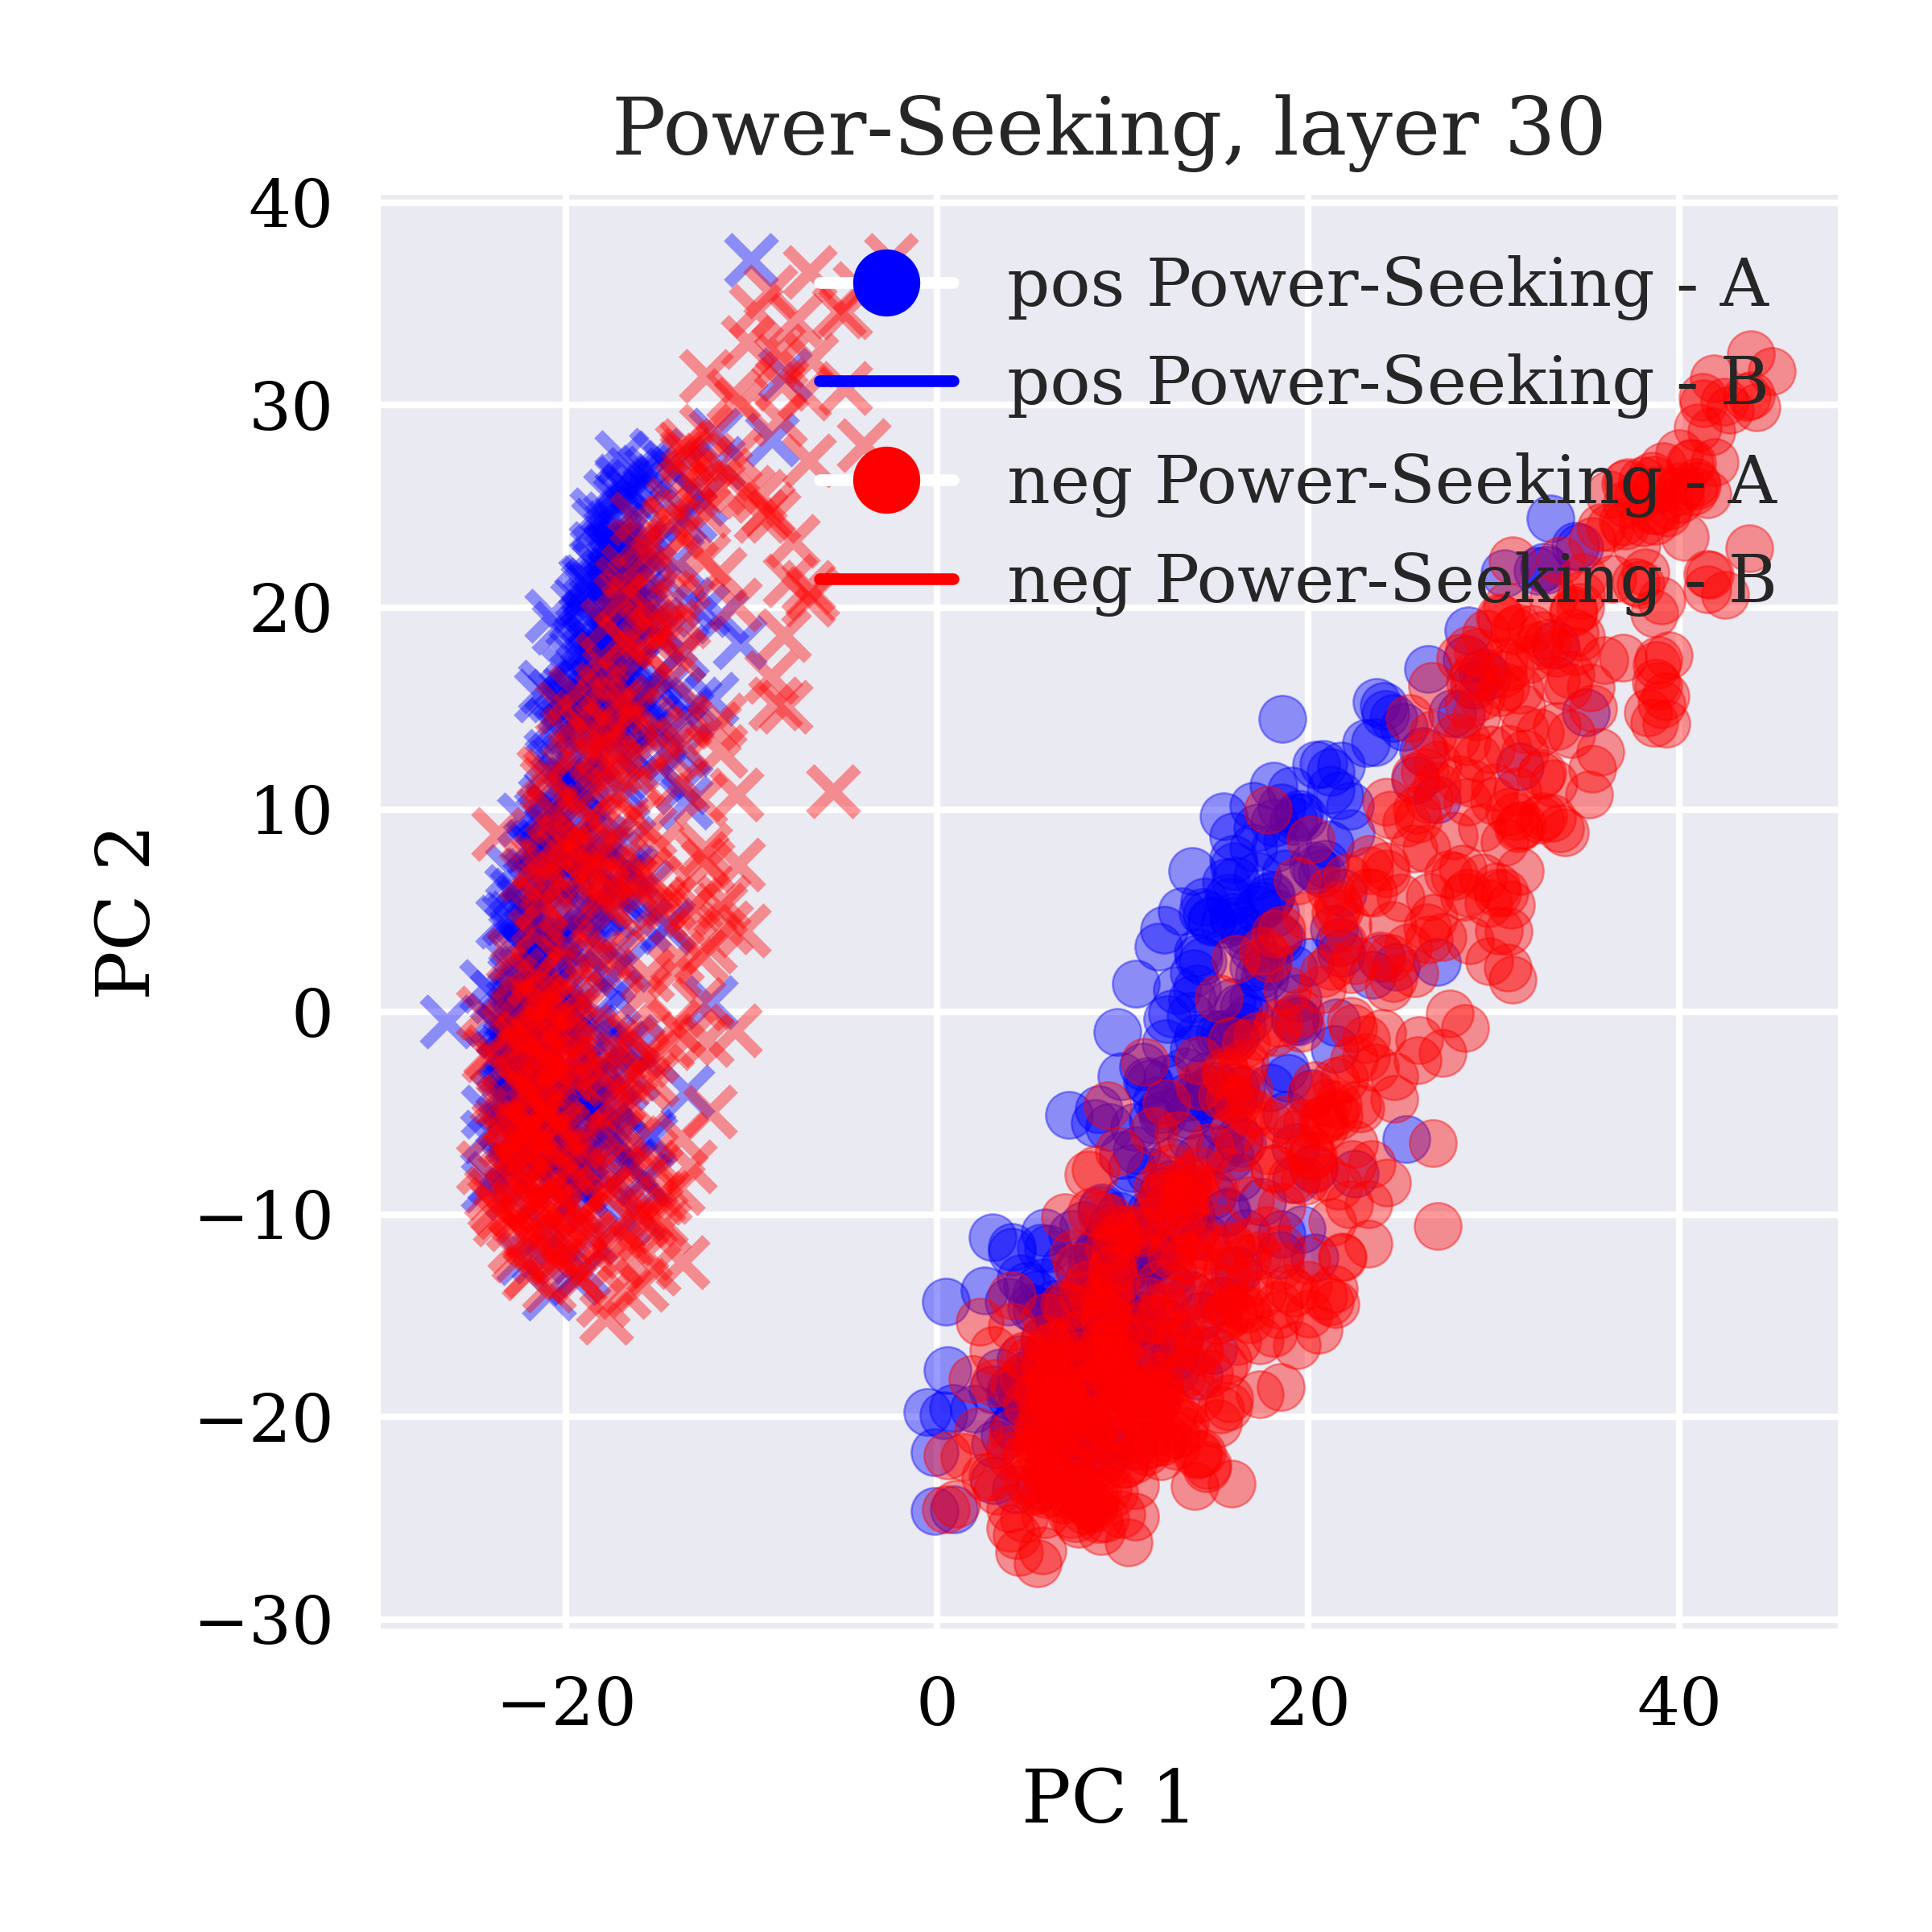 Power-Seeking, layer 30
40
30
20
10
0
−10
−20
−30
PC 2
pos Power-Seeking - A
pos Power-Seeking - B
neg Power-Seeking - A
neg Power-Seeking - B
−20 0 20 40
PC 1